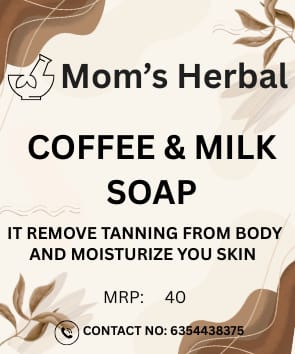 Mom's Herbal
COFFEE & MILK
SOAP
IT REMOVE TANNING FROM BODY
AND MOISTURIZE YOU SKIN
MRP: 40
CONTACT NO: 6354438375